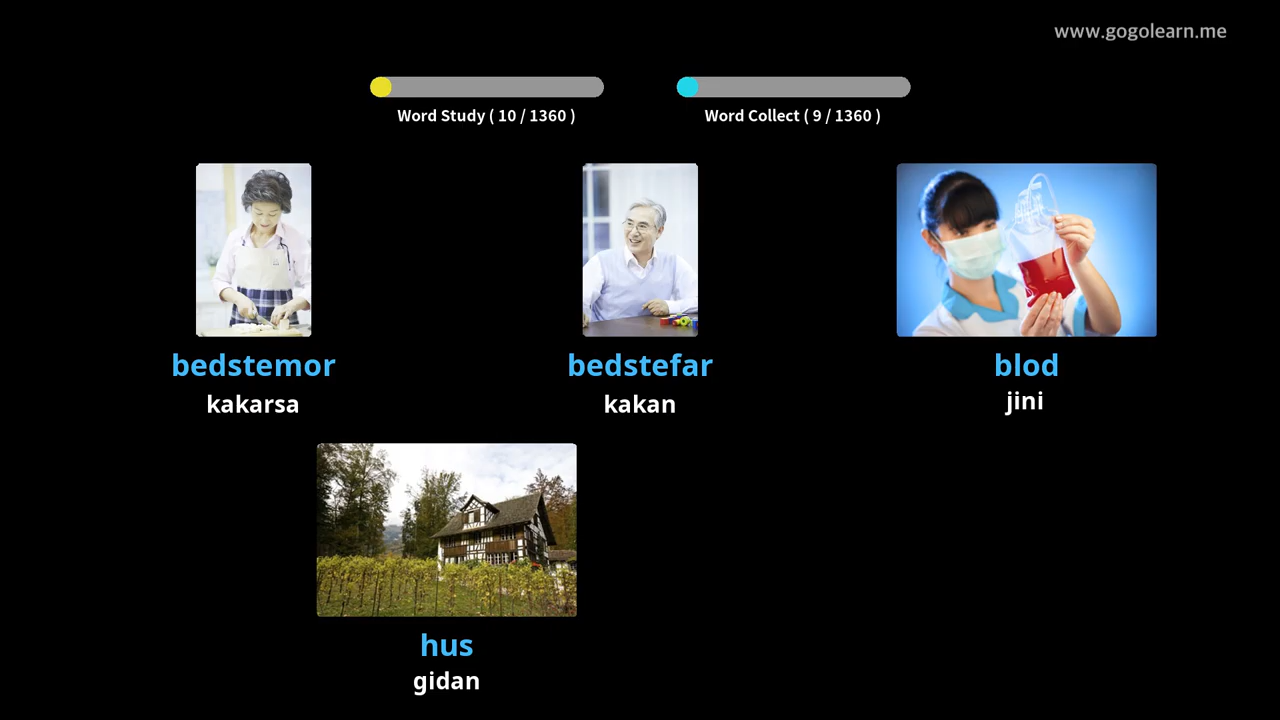 www.gogolearn.me
Word Study ( 10 / 1360 )
Word Collect ( 9 / 1360 )
bedstemor
kakarsa
bedstefar
kakan
blod
jini
hus
gidan